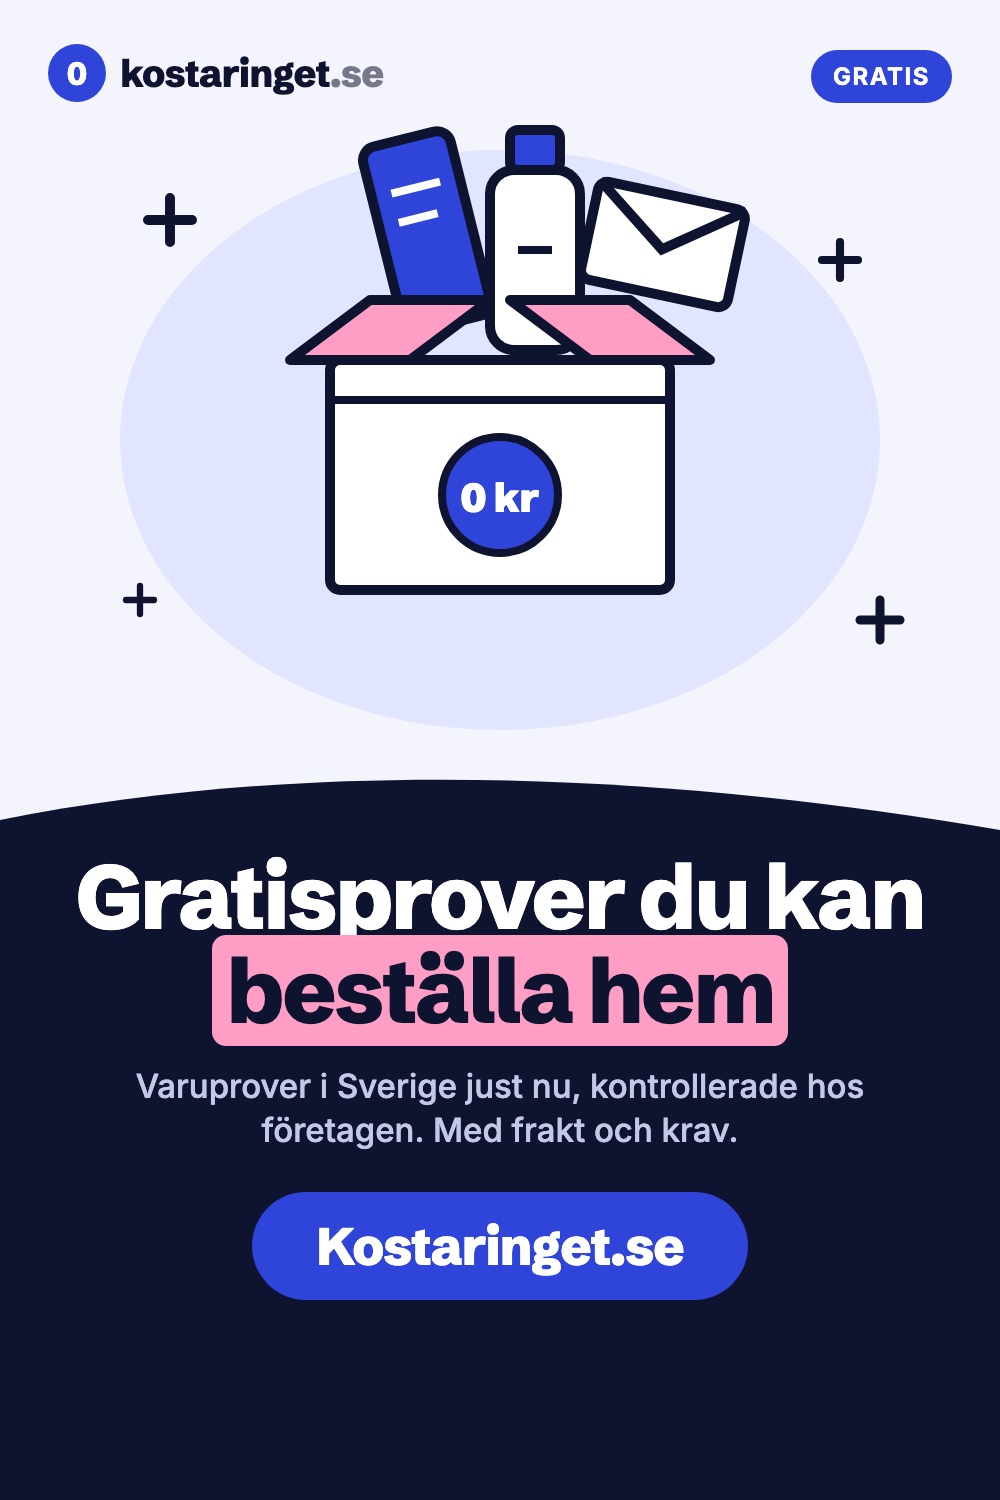 0 kostaringet.se
GRATIS
0 kr
Gratisprover du kan
beställa hem
Varuprover i Sverige just nu, kontrollerade hos
företagen. Med frakt och krav.
Kostaringet.se